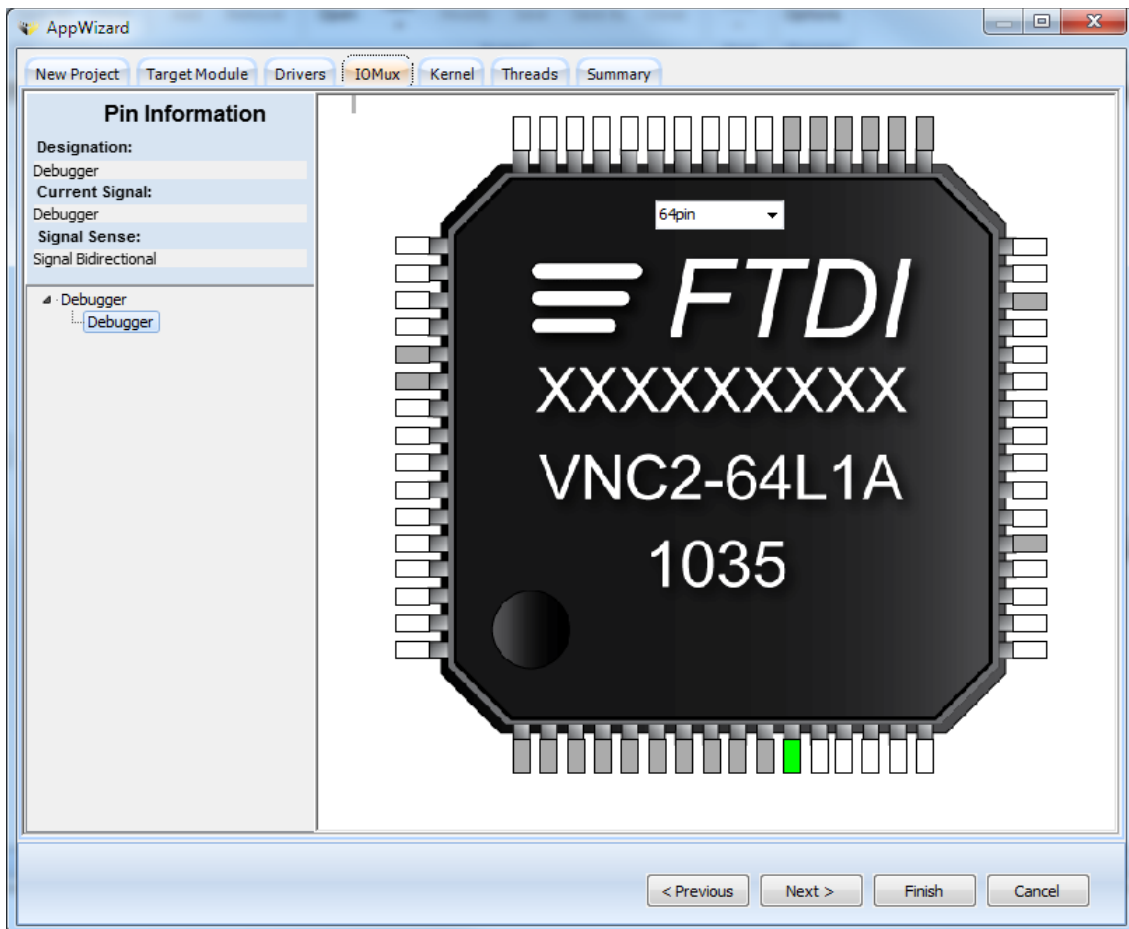 AppWizard
New Project Target Module Drivers IOMux Kernel Threads Summary
Pin Information
Designation:
Debugger
Current Signal:
Debugger
Signal Sense:
Signal Bidirectional
Debugger
Debugger
64pin
FTDI
XXXXXXXXX
VNC2-64L1A
1035
< Previous Next > Finish Cancel